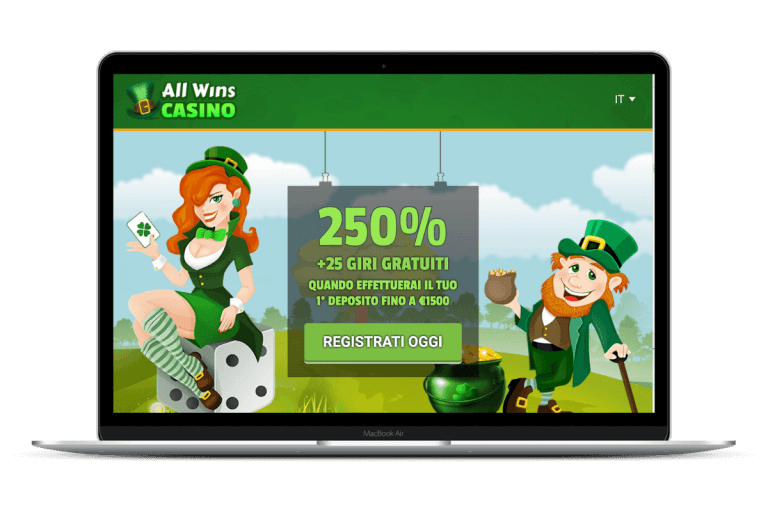 All Wins
CASINO
IT
250%
+25 GIRI GRATUITI
QUANDO EFFETTUERAI IL TUO
1° DEPOSITO FINO A €1500
REGISTRATI OGGI
MacBook Air